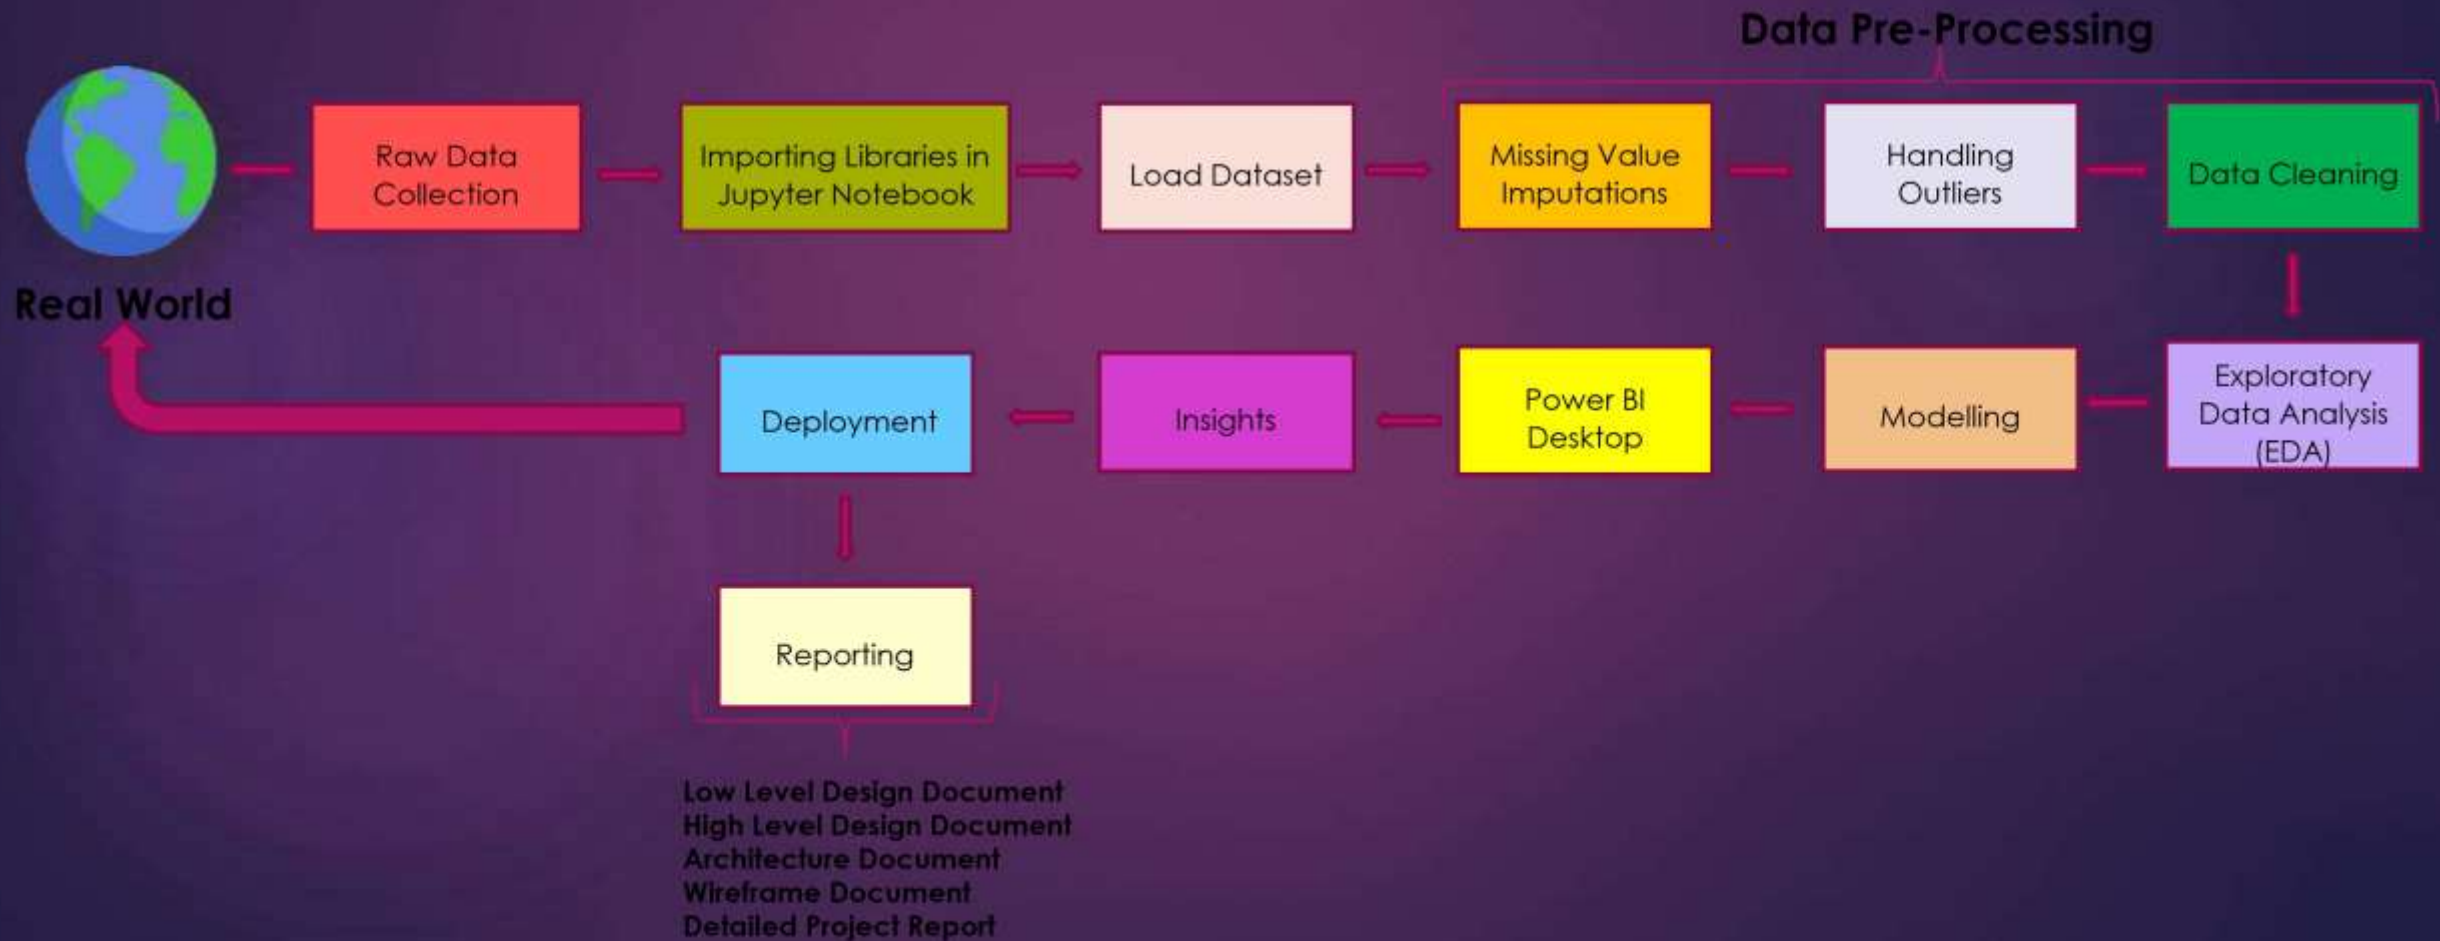 Data Pre-Processing
Raw Data
Collection
Importing Libraries in
Jupyter Notebook
Load Dataset
Missing Value
Imputations
Handling
Outliers
Data Cleaning
Real World
Deployment
Insights
Power BI
Desktop
Modelling
Exploratory
Data Analysis
(EDA)
Reporting
Low Level Design Document
High Level Design Document
Architecture Document
Wireframe Document
Detailed Project Report